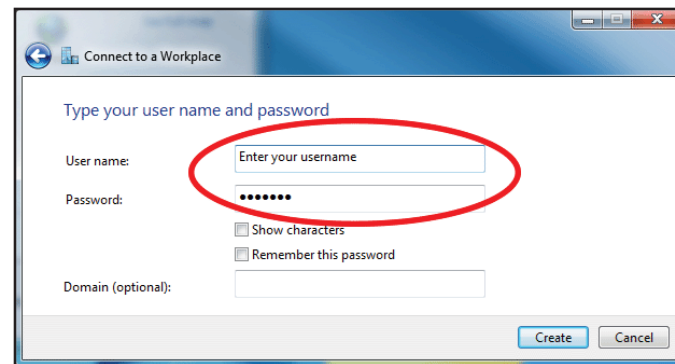 Connect to a Workplace
Type your user name and password
User name: Enter your username
Password: •••••••
Show characters
Remember this password
Domain (optional):
Create Cancel